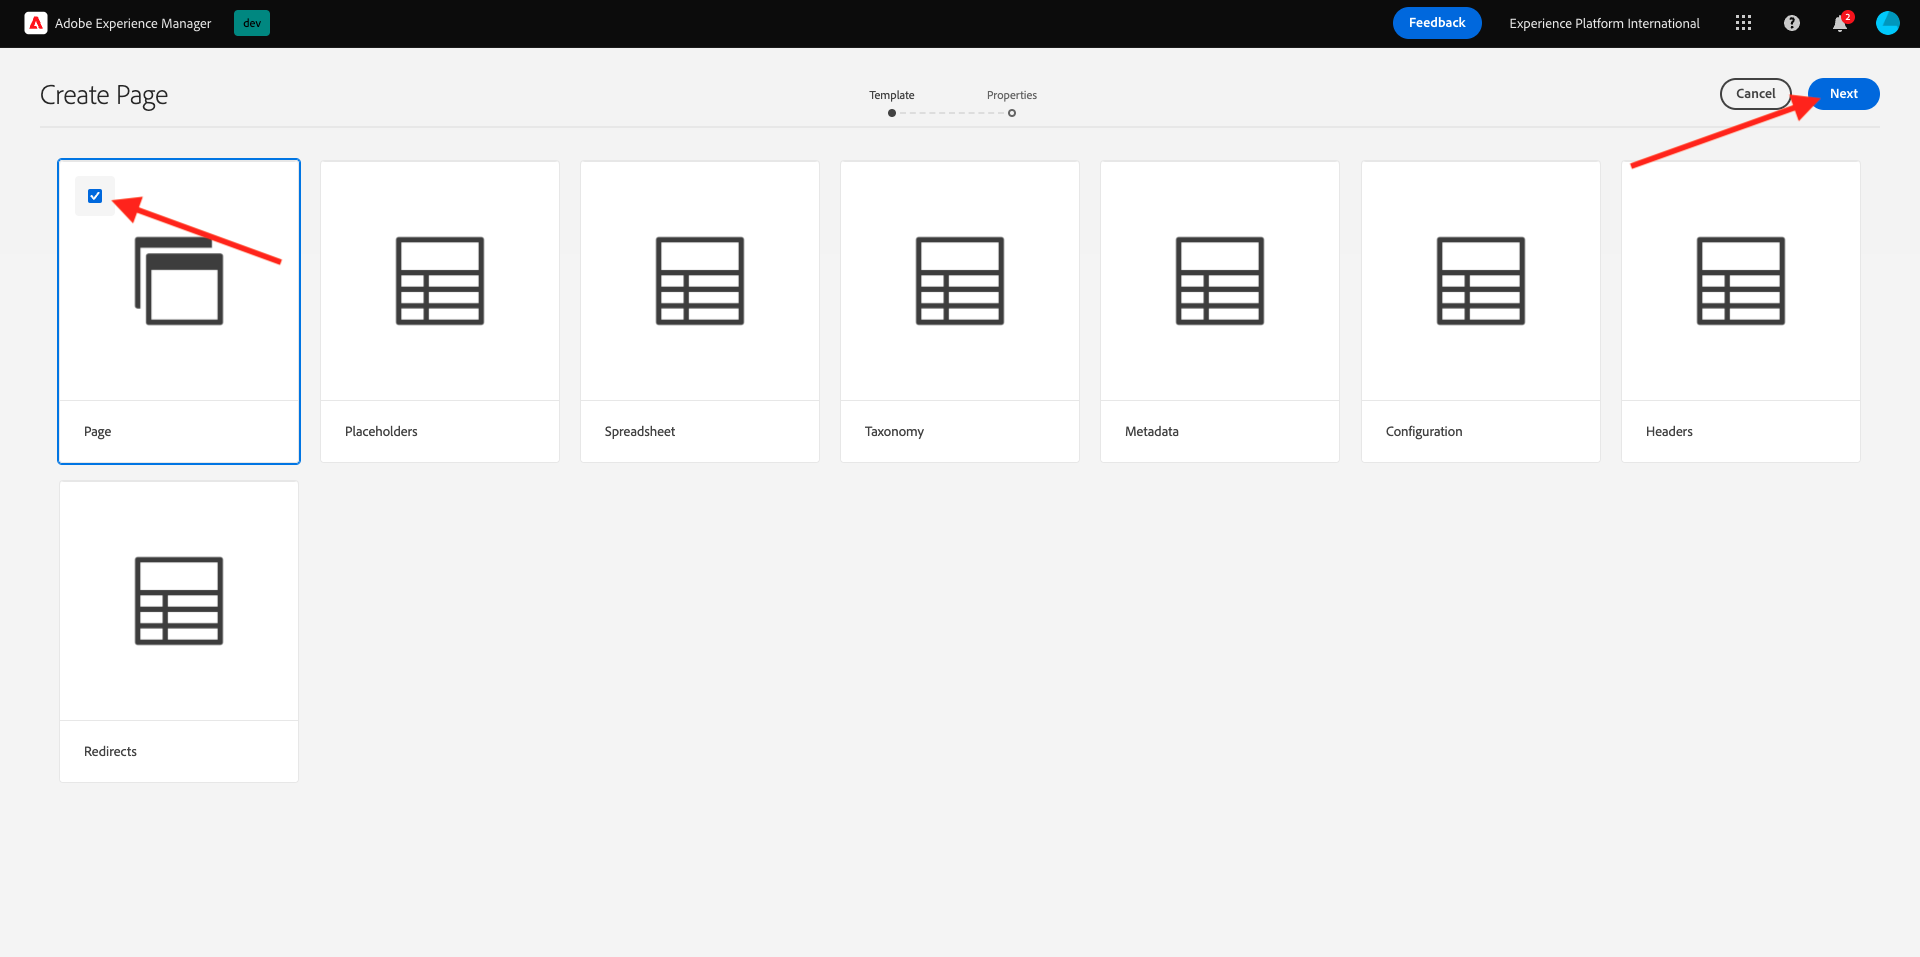 Adobe Experience Manager
dev
Feedback
Experience Platform International
2
Create Page
Template
Properties
Cancel
Next
Page
Placeholders
Spreadsheet
Taxonomy
Metadata
Configuration
Headers
Redirects